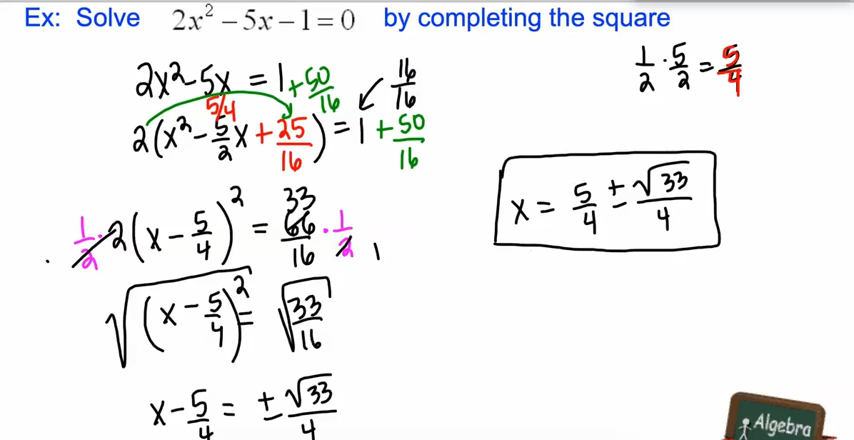 Ex: Solve 2x² - 5x - 1 = 0 by completing the square
½ · 5/2 = 5/4
2x² - 5x = 1 + 50/16
16/16
5/4
2(x² - 5/2 x + 25/16) = 1 + 50/16
x = 5/4 ± √33/4
33
1/2 · 2(x - 5/4)² = 66/16 · 1/2
√(x - 5/4)² = √33/16
x - 5/4 = ± √33/4
Algebra